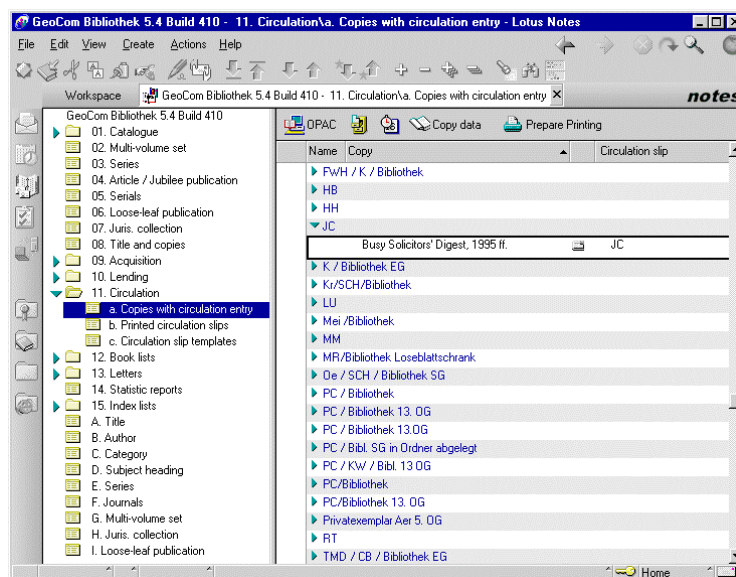 GeoCom Bibliothek 5.4 Build 410 - 11. Circulation\a. Copies with circulation entry - Lotus Notes
File Edit View Create Actions Help
Workspace GeoCom Bibliothek 5.4 Build 410 - 11. Circulation\a. Copies with circulation entry notes
GeoCom Bibliothek 5.4 Build 410
01. Catalogue
02. Multi-volume set
03. Series
04. Article / Jubilee publication
05. Serials
06. Loose-leaf publication
07. Juris. collection
08. Title and copies
09. Acquisition
10. Lending
11. Circulation
a. Copies with circulation entry
b. Printed circulation slips
c. Circulation slip templates
12. Book lists
13. Letters
14. Statistic reports
15. Index lists
A. Title
B. Author
C. Category
D. Subject heading
E. Series
F. Journals
G. Multi-volume set
H. Juris. collection
I. Loose-leaf publication
OPAC Copy data Prepare Printing
Name Copy Circulation slip
FWH / K / Bibliothek
HB
HH
JC
Busy Solicitors' Digest, 1995 ff. JC
K / Bibliothek EG
Kr/SCH/Bibliothek
LU
Mei /Bibliothek
MM
MR/Bibliothek Loseblattschrank
Oe / SCH / Bibliothek SG
PC / Bibliothek
PC / Bibliothek 13. OG
PC / Bibliothek 13.OG
PC / Bibl. SG in Ordner abgelegt
PC / KW / Bibl. 13 OG
PC/Bibliothek
PC/Bibliothek 13. OG
Privatexemplar Aer 5. OG
RT
TMD / CB / Bibliothek EG
Home